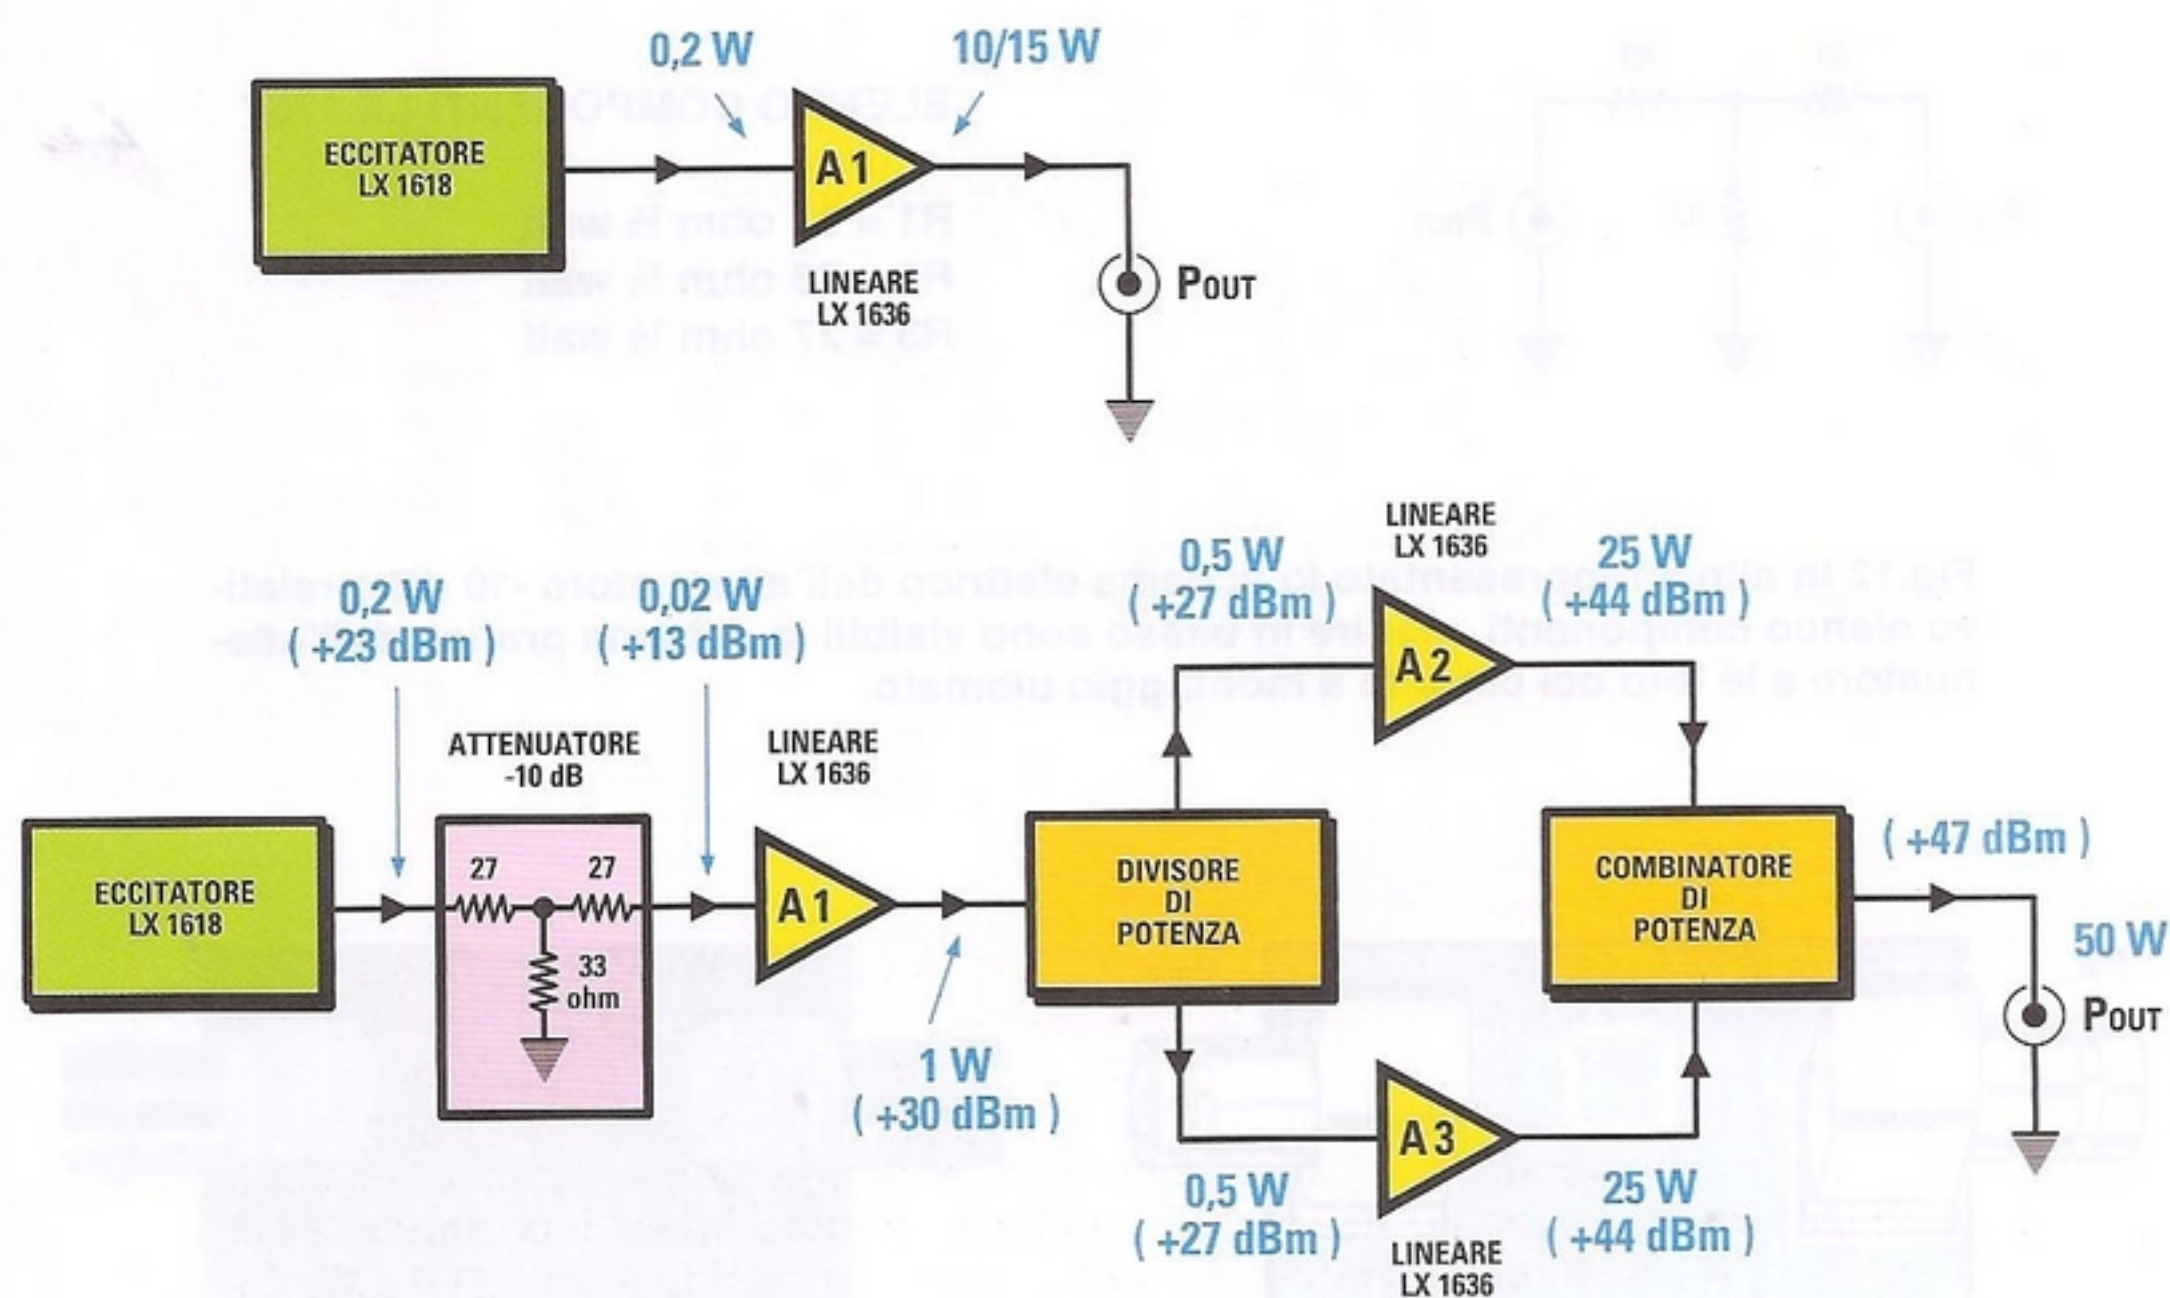 0,2 W
10/15 W
ECCITATORE
LX 1618
A1
LINEARE
LX 1636
POUT
LINEARE
LX 1636
0,5 W
( +27 dBm )
25 W
( +44 dBm )
A2
0,2 W
( +23 dBm )
0,02 W
( +13 dBm )
ATTENUATORE
-10 dB
LINEARE
LX 1636
ECCITATORE
LX 1618
27
27
33
ohm
A1
1 W
( +30 dBm )
DIVISORE
DI
POTENZA
COMBINATORE
DI
POTENZA
( +47 dBm )
50 W
POUT
A3
0,5 W
( +27 dBm )
25 W
( +44 dBm )
LINEARE
LX 1636